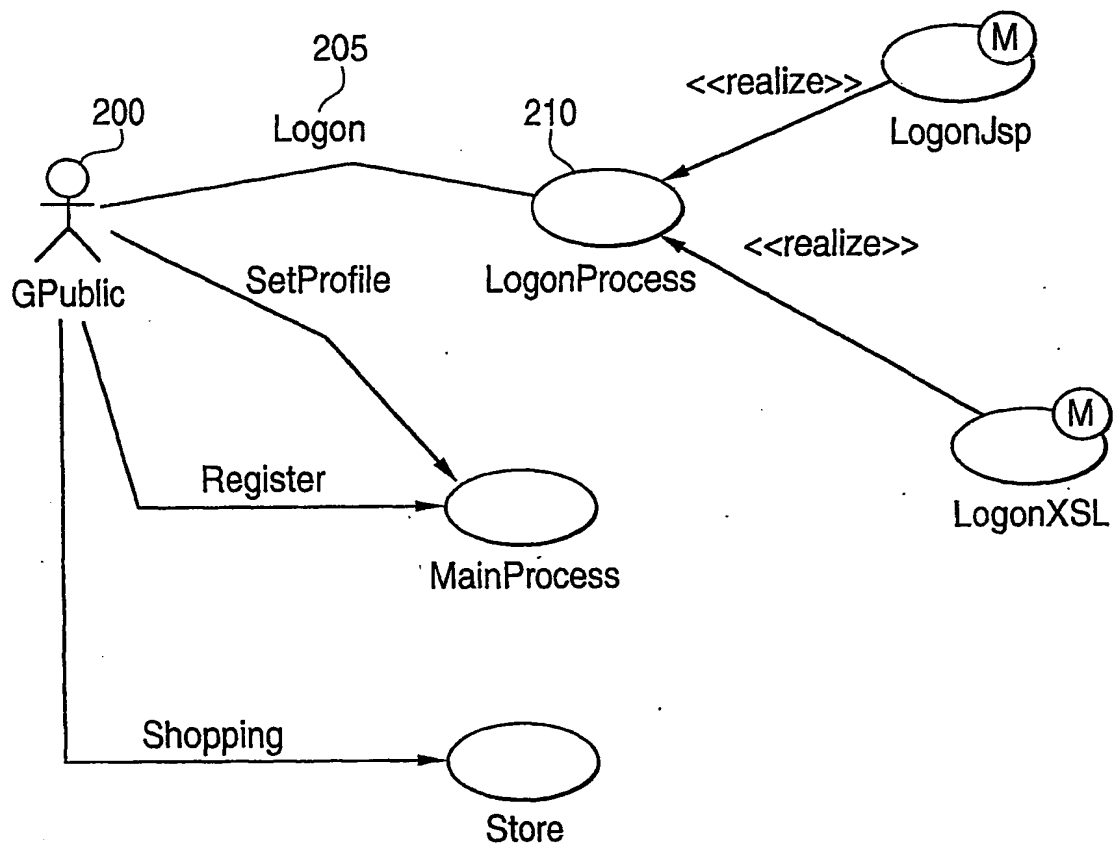 M
205
<<realize>>
200
Logon
210
LogonJsp
<<realize>>
SetProfile
LogonProcess
GPublic
M
Register
LogonXSL
MainProcess
Shopping
Store